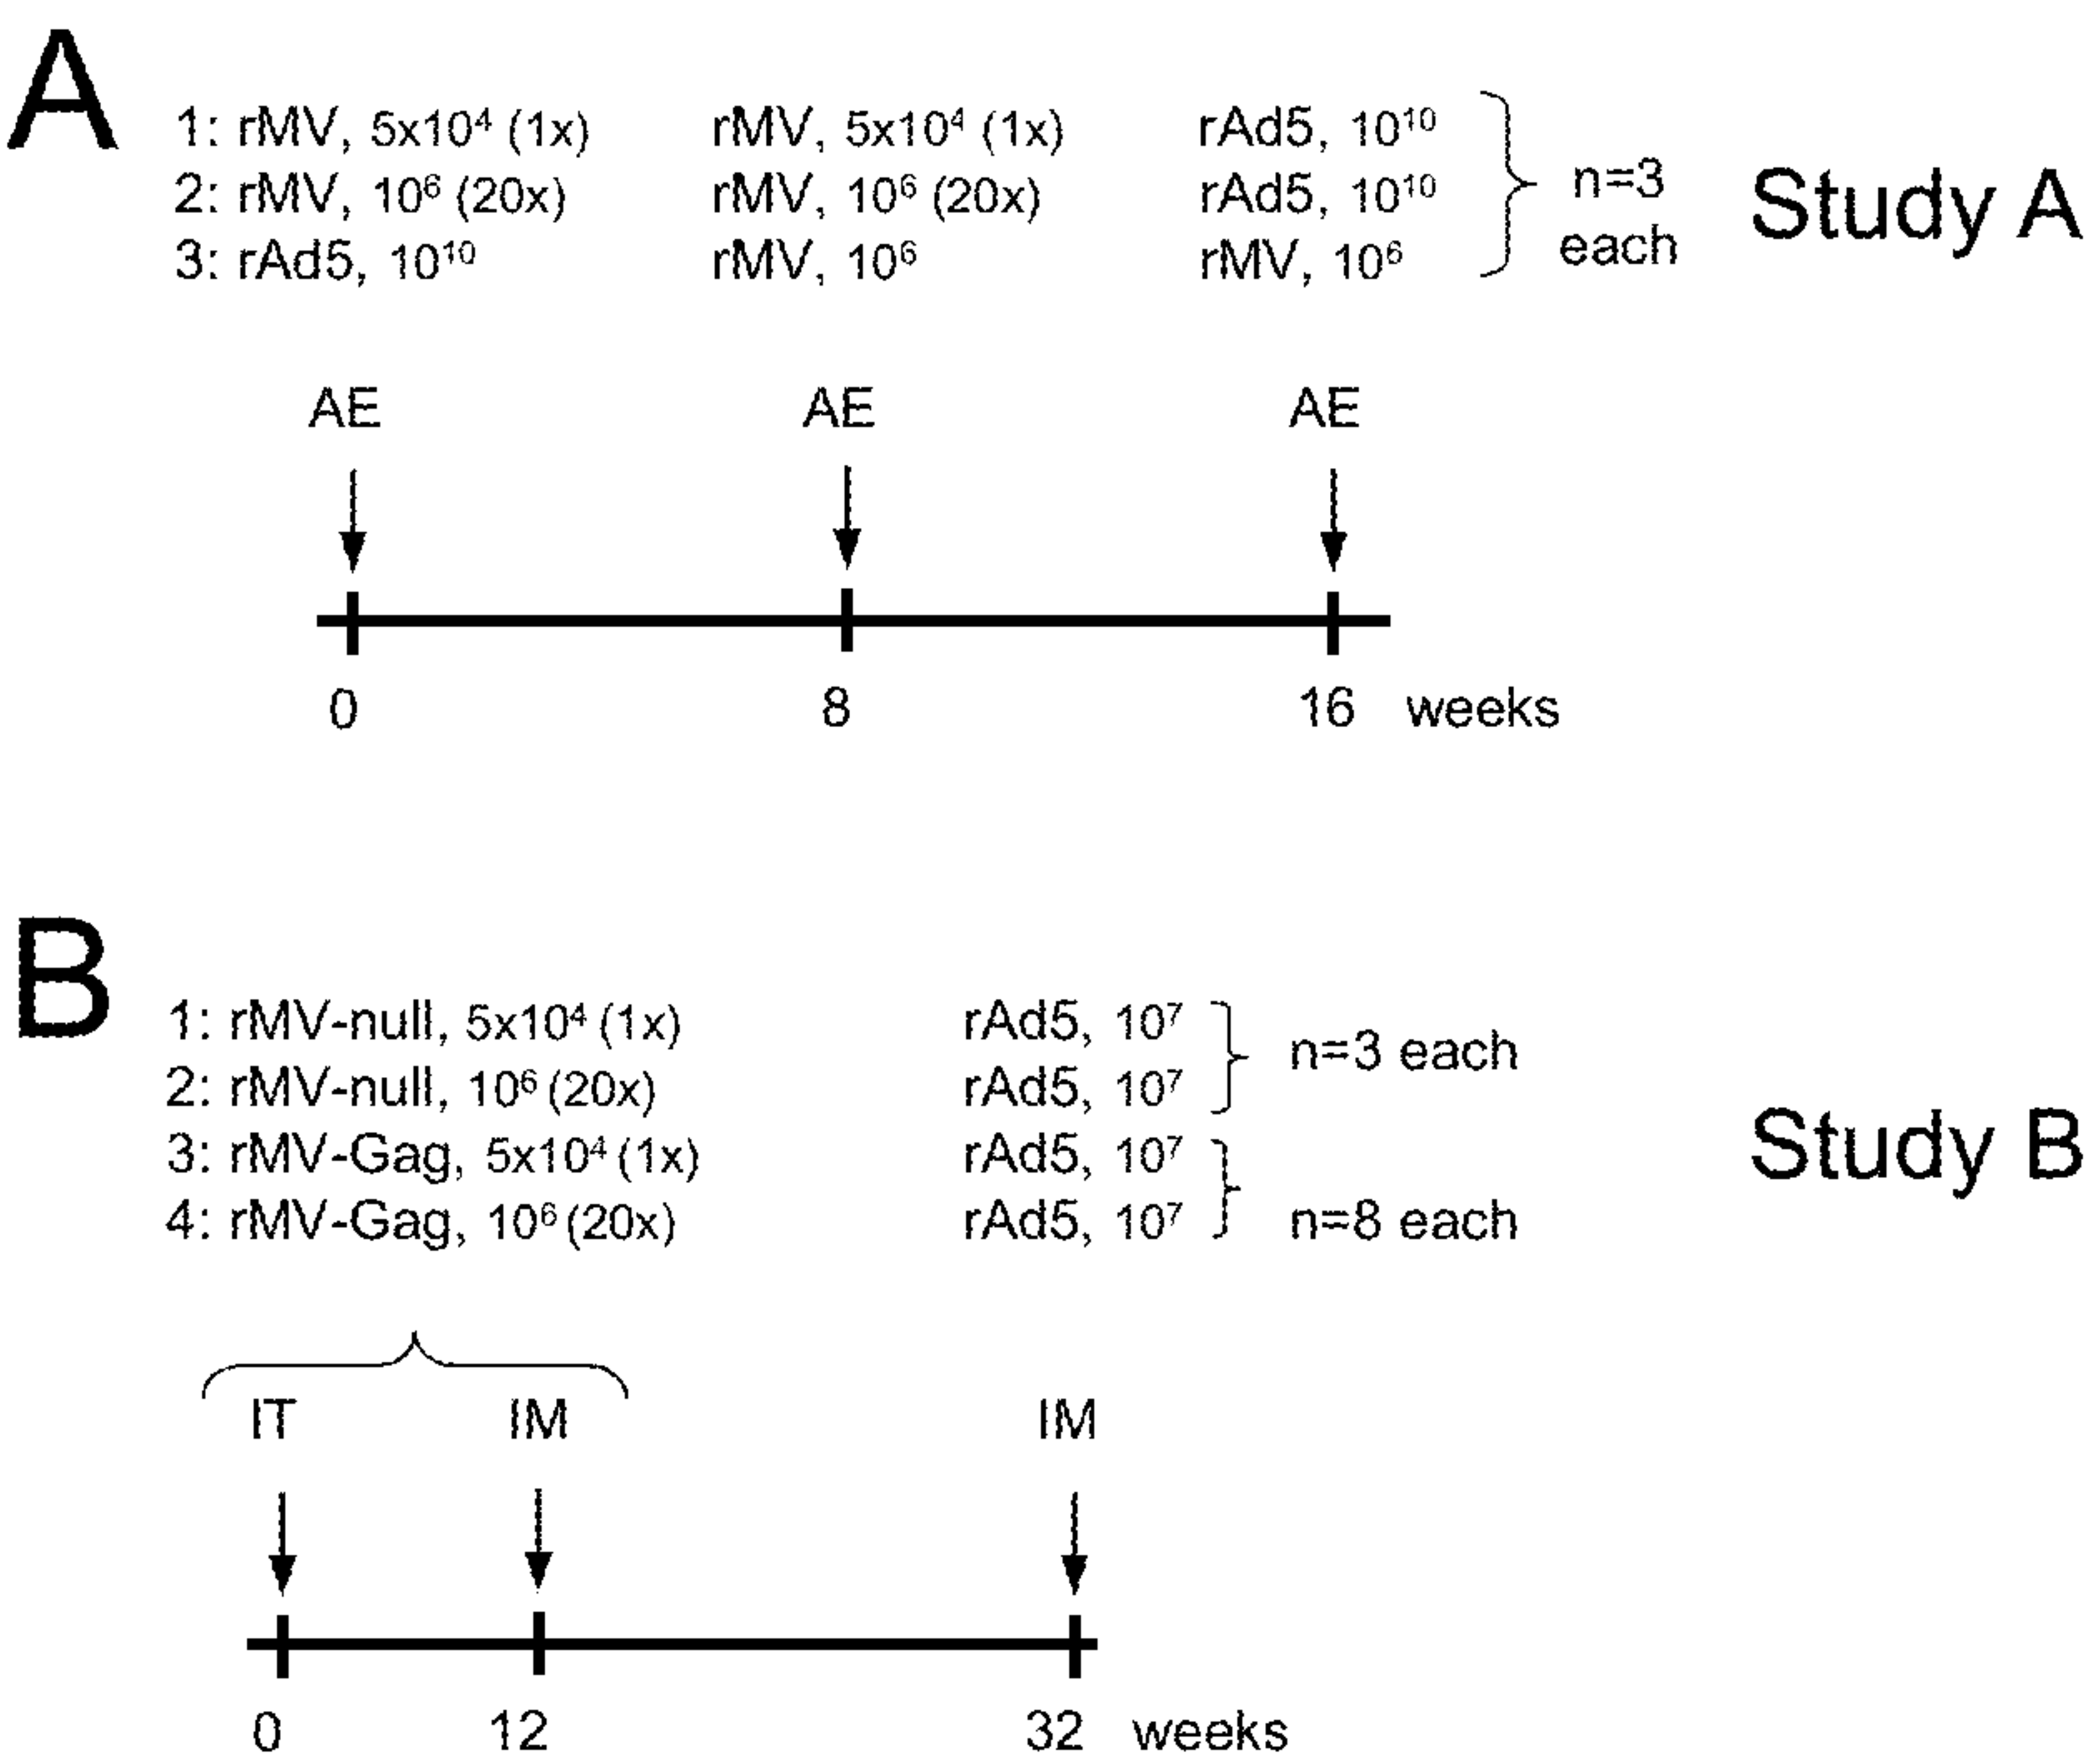 A
1: rMV, 5x10⁴ (1x) rMV, 5x10⁴ (1x) rAd5, 10¹⁰
2: rMV, 10⁶ (20x) rMV, 10⁶ (20x) rAd5, 10¹⁰
3: rAd5, 10¹⁰ rMV, 10⁶ rMV, 10⁶
n=3
each
Study A
AE AE AE
0 8 16 weeks
B
1: rMV-null, 5x10⁴ (1x) rAd5, 10⁷
2: rMV-null, 10⁶ (20x) rAd5, 10⁷
n=3 each
3: rMV-Gag, 5x10⁴ (1x) rAd5, 10⁷
4: rMV-Gag, 10⁶ (20x) rAd5, 10⁷
n=8 each
Study B
IT IM IM
0 12 32 weeks